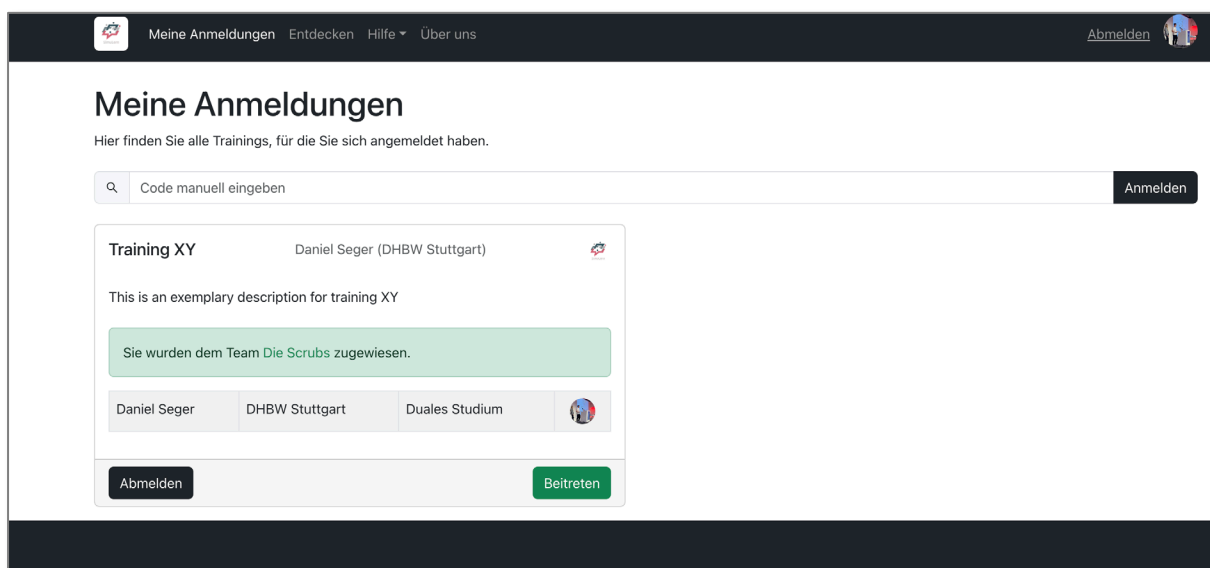 Meine Anmeldungen Entdecken Hilfe Über uns Abmelden
Meine Anmeldungen
Hier finden Sie alle Trainings, für die Sie sich angemeldet haben.
Code manuell eingeben Anmelden
Training XY Daniel Seger (DHBW Stuttgart)
This is an exemplary description for training XY
Sie wurden dem Team Die Scrubs zugewiesen.
Daniel Seger DHBW Stuttgart Duales Studium
Abmelden Beitreten